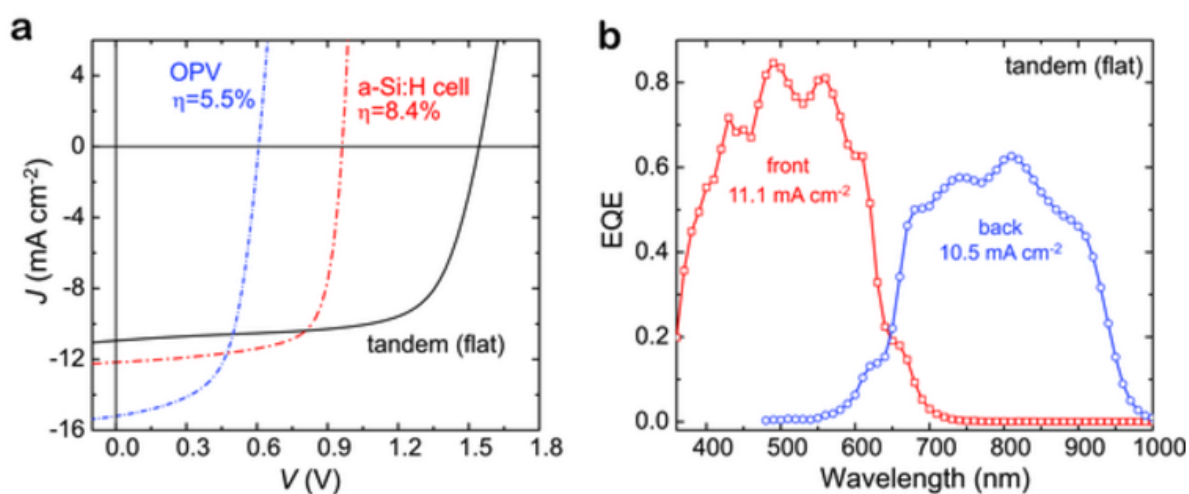 a
OPV
η=5.5%
a-Si:H cell
η=8.4%
tandem (flat)
4
0
-4
-8
-12
-16
J (mA cm-2)
0.0 0.3 0.6 0.9 1.2 1.5 1.8
V (V)
b
tandem (flat)
front
11.1 mA cm-2
back
10.5 mA cm-2
0.8
0.6
0.4
0.2
0.0
EQE
400 500 600 700 800 900 1000
Wavelength (nm)